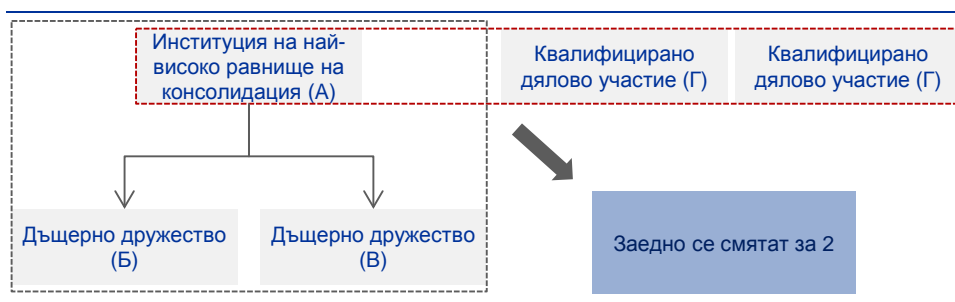 Институция на най-
високо равнище на
консолидация (А)
Квалифицирано
дялово участие (Г)
Квалифицирано
дялово участие (Г)
Дъщерно дружество
(Б)
Дъщерно дружество
(В)
Заедно се смятат за 2